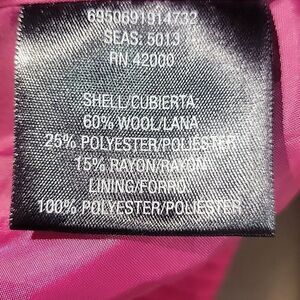 6950691914732
SEAS: 5013
RN 42000
SHELL/CUBIERTA:
60% WOOL/LANA
25% POLYESTER/POLIESTER
15% RAYON/RAYON
LINING/FORRO:
100% POLYESTER/POLIESTER